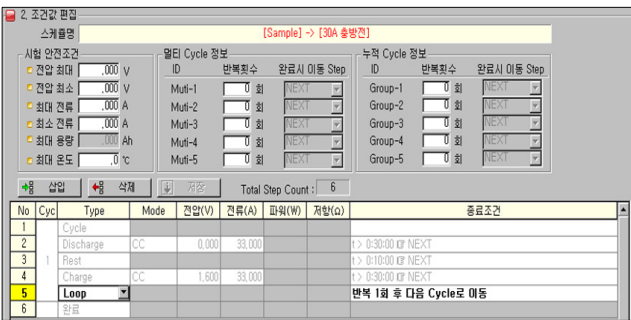 2. 조건값 편집
스케쥴명 [Sample] -> [30A 충방전]
시험 안전조건
전압 최대 ,000 V
전압 최소 ,000 V
최대 전류 ,000 A
최소 전류 ,000 A
최대 용량 ,000 Ah
최대 온도 ,0 ℃
멀티 Cycle 정보
ID 반복횟수 완료시 이동 Step
Muti-1 0 회 NEXT
Muti-2 0 회 NEXT
Muti-3 0 회 NEXT
Muti-4 0 회 NEXT
Muti-5 0 회 NEXT
누적 Cycle 정보
ID 반복횟수 완료시 이동 Step
Group-1 0 회 NEXT
Group-2 0 회 NEXT
Group-3 0 회 NEXT
Group-4 0 회 NEXT
Group-5 0 회 NEXT
삽입 삭제 저장 Total Step Count : 6
No Cyc Type Mode 전압(V) 전류(A) 파워(W) 저항(Ω) 종료조건
1 Cycle
2 Discharge CC 0,000 33,000 t > 0:30:00 ☞ NEXT
3 1 Rest t > 0:10:00 ☞ NEXT
4 Charge CC 1,600 33,000 t > 0:30:00 ☞ NEXT
5 Loop 반복 1회 후 다음 Cycle로 이동
6 완료